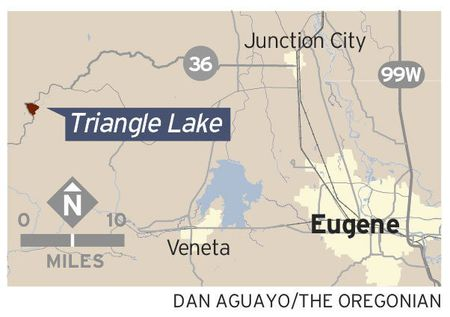 Junction City
36
99W
Triangle Lake
N
0 10
MILES
Eugene
Veneta
DAN AGUAYO/THE OREGONIAN